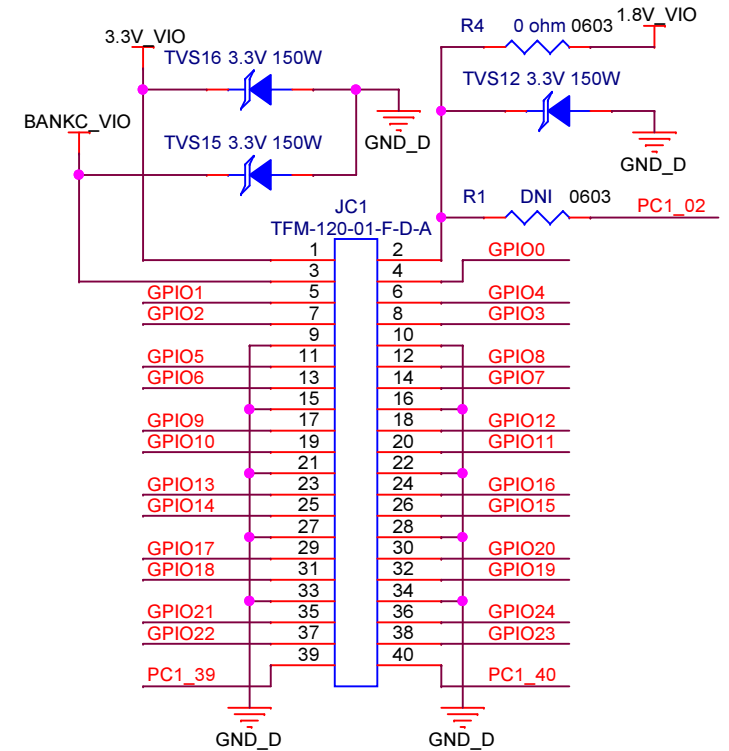 R4 0 ohm 0603 1.8V_VIO
3.3V_VIO
TVS16 3.3V 150W
TVS12 3.3V 150W
BANKC_VIO
GND_D
TVS15 3.3V 150W
GND_D
R1 DNI 0603 PC1_02
JC1
TFM-120-01-F-D-A
1 2 GPIO0
3 4
GPIO1 5 6 GPIO4
GPIO2 7 8 GPIO3
9 10
GPIO5 11 12 GPIO8
GPIO6 13 14 GPIO7
15 16
GPIO9 17 18 GPIO12
GPIO10 19 20 GPIO11
21 22
GPIO13 23 24 GPIO16
GPIO14 25 26 GPIO15
27 28
GPIO17 29 30 GPIO20
GPIO18 31 32 GPIO19
33 34
GPIO21 35 36 GPIO24
GPIO22 37 38 GPIO23
39 40
PC1_39 PC1_40
GND_D GND_D